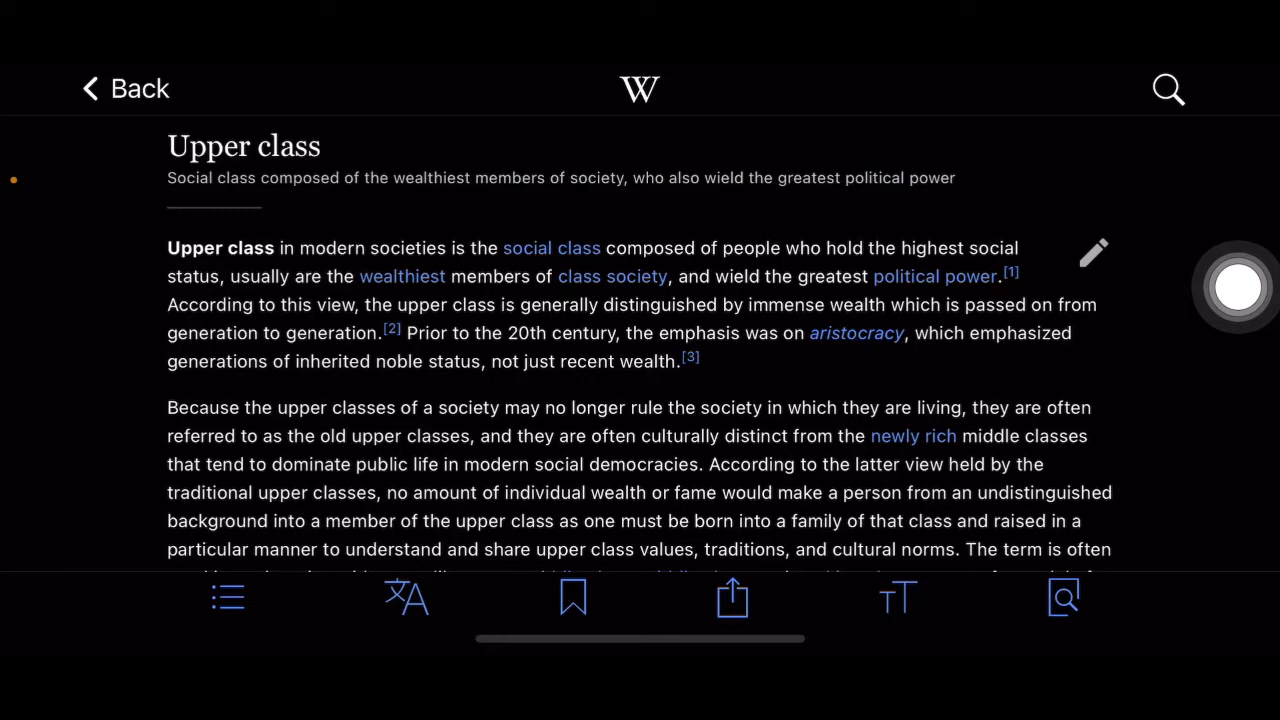 Back
W
Upper class
Social class composed of the wealthiest members of society, who also wield the greatest political power
Upper class in modern societies is the social class composed of people who hold the highest social
status, usually are the wealthiest members of class society, and wield the greatest political power.[1]
According to this view, the upper class is generally distinguished by immense wealth which is passed on from
generation to generation.[2] Prior to the 20th century, the emphasis was on aristocracy, which emphasized
generations of inherited noble status, not just recent wealth.[3]
Because the upper classes of a society may no longer rule the society in which they are living, they are often
referred to as the old upper classes, and they are often culturally distinct from the newly rich middle classes
that tend to dominate public life in modern social democracies. According to the latter view held by the
traditional upper classes, no amount of individual wealth or fame would make a person from an undistinguished
background into a member of the upper class as one must be born into a family of that class and raised in a
particular manner to understand and share upper class values, traditions, and cultural norms. The term is often